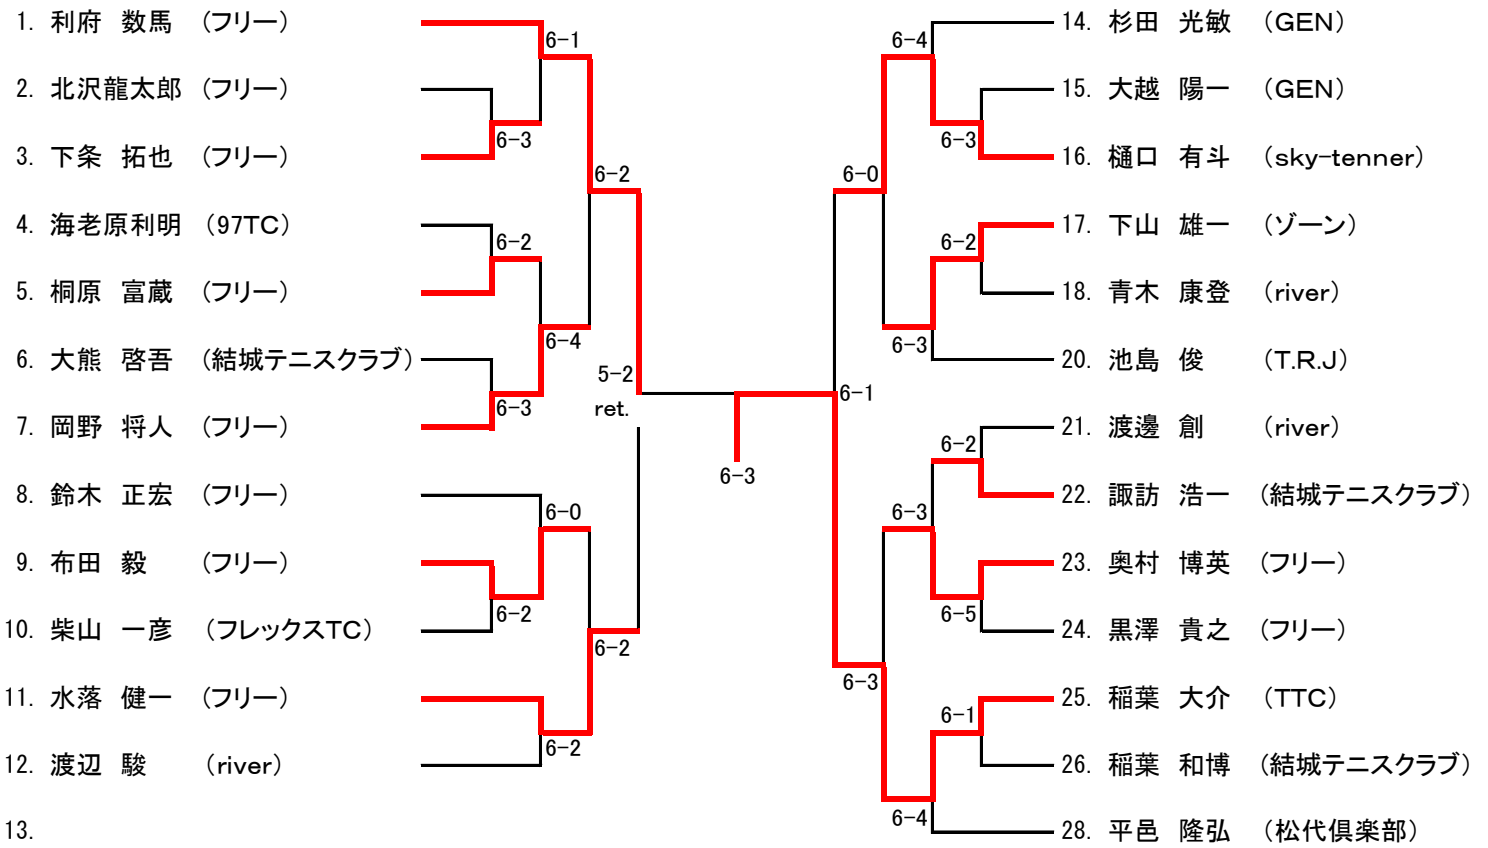 1. 利府 数馬 (フリー)
2. 北沢龍太郎 (フリー)
3. 下条 拓也 (フリー)
4. 海老原利明 (97TC)
5. 桐原 富蔵 (フリー)
6. 大熊 啓吾 (結城テニスクラブ)
7. 岡野 将人 (フリー)
8. 鈴木 正宏 (フリー)
9. 布田 毅 (フリー)
10. 柴山 一彦 (フレックスTC)
11. 水落 健一 (フリー)
12. 渡辺 駿 (river)
13.
6-1
6-3
6-2
6-2
6-4
6-3
5-2
ret.
6-0
6-2
6-2
6-2
6-3
6-4
6-3
6-0
6-2
6-3
6-1
6-2
6-3
6-5
6-3
6-1
6-4
14. 杉田 光敏 (GEN)
15. 大越 陽一 (GEN)
16. 樋口 有斗 (sky-tenner)
17. 下山 雄一 (ゾーン)
18. 青木 康登 (river)
20. 池島 俊 (T.R.J)
21. 渡邊 創 (river)
22. 諏訪 浩一 (結城テニスクラブ)
23. 奥村 博英 (フリー)
24. 黒澤 貴之 (フリー)
25. 稲葉 大介 (TTC)
26. 稲葉 和博 (結城テニスクラブ)
28. 平邑 隆弘 (松代倶楽部)